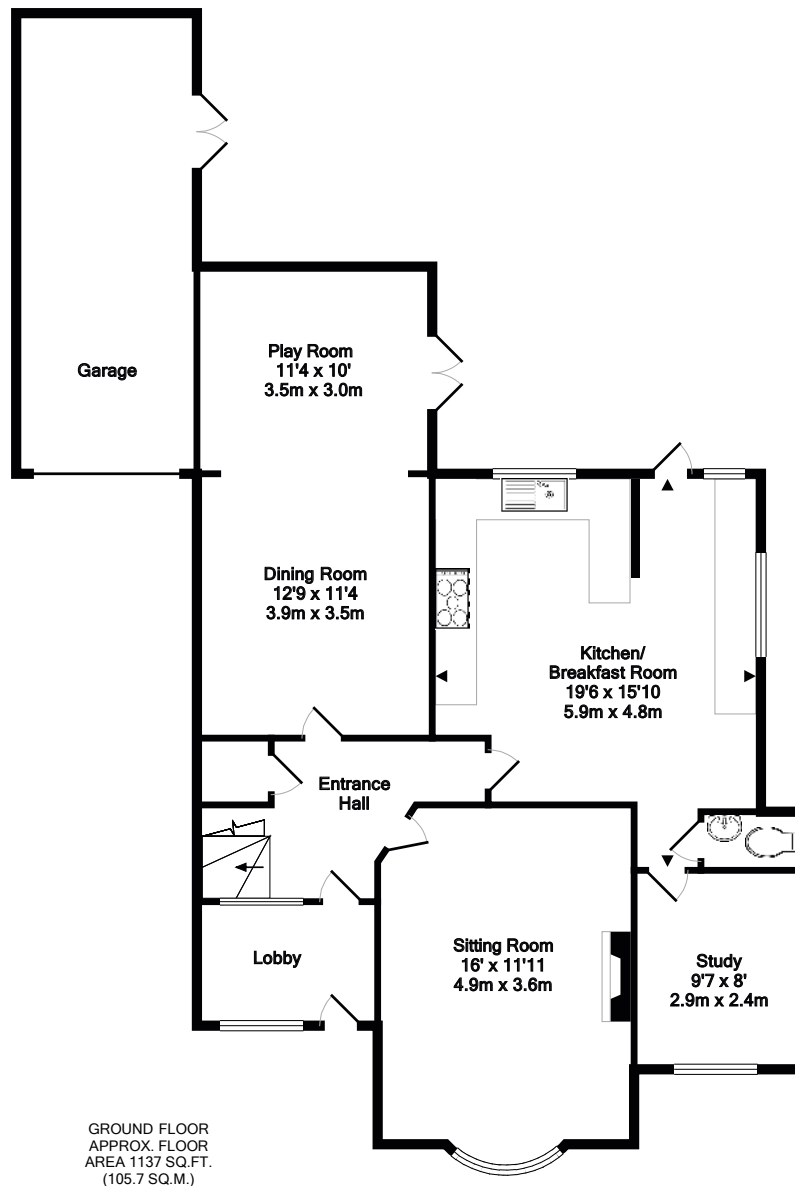 Play Room
11'4 x 10'
3.5m x 3.0m
Garage
Dining Room
12'9 x 11'4
3.9m x 3.5m
Kitchen/
Breakfast Room
19'6 x 15'10
5.9m x 4.8m
Entrance
Hall
Lobby
Sitting Room
16' x 11'11
4.9m x 3.6m
Study
9'7 x 8'
2.9m x 2.4m
GROUND FLOOR
APPROX. FLOOR
AREA 1137 SQ.FT.
(105.7 SQ.M.)